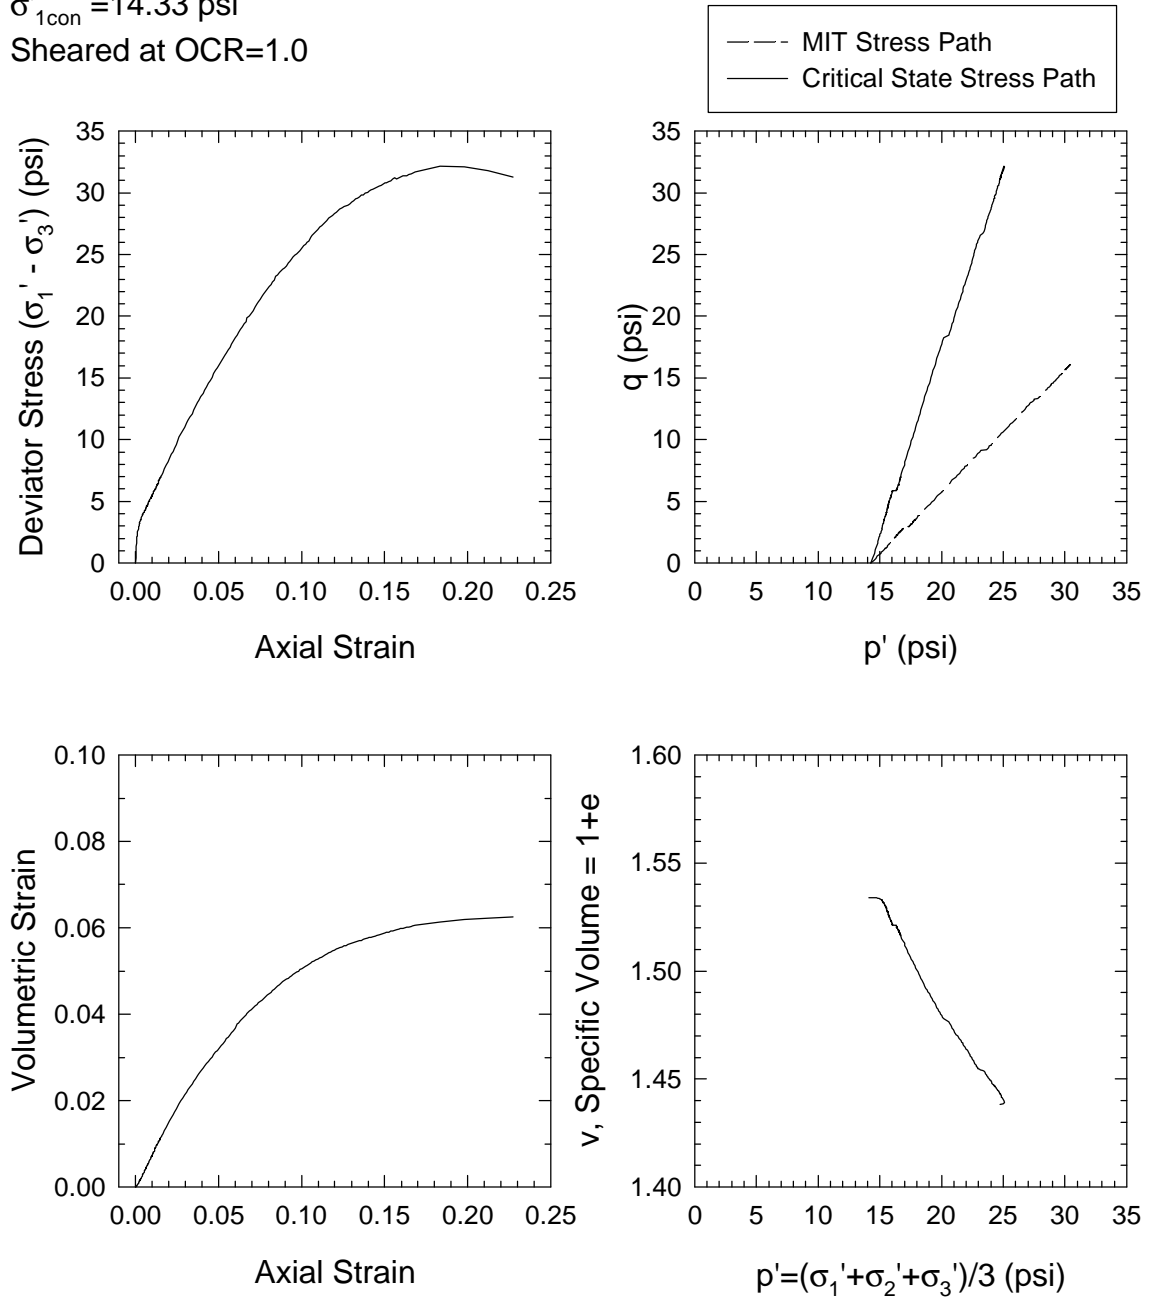 σ'1con =14.33 psi
Sheared at OCR=1.0
MIT Stress Path
Critical State Stress Path
35
30
25
20
15
10
5
0
Deviator Stress (σ1' - σ3') (psi)
0.00 0.05 0.10 0.15 0.20 0.25
Axial Strain
35
30
25
20
15
10
5
0
q (psi)
0 5 10 15 20 25 30 35
p' (psi)
0.10
0.08
0.06
0.04
0.02
0.00
Volumetric Strain
0.00 0.05 0.10 0.15 0.20 0.25
Axial Strain
1.60
1.55
1.50
1.45
1.40
v, Specific Volume = 1+e
0 5 10 15 20 25 30 35
p'=(σ1'+σ2'+σ3')/3 (psi)